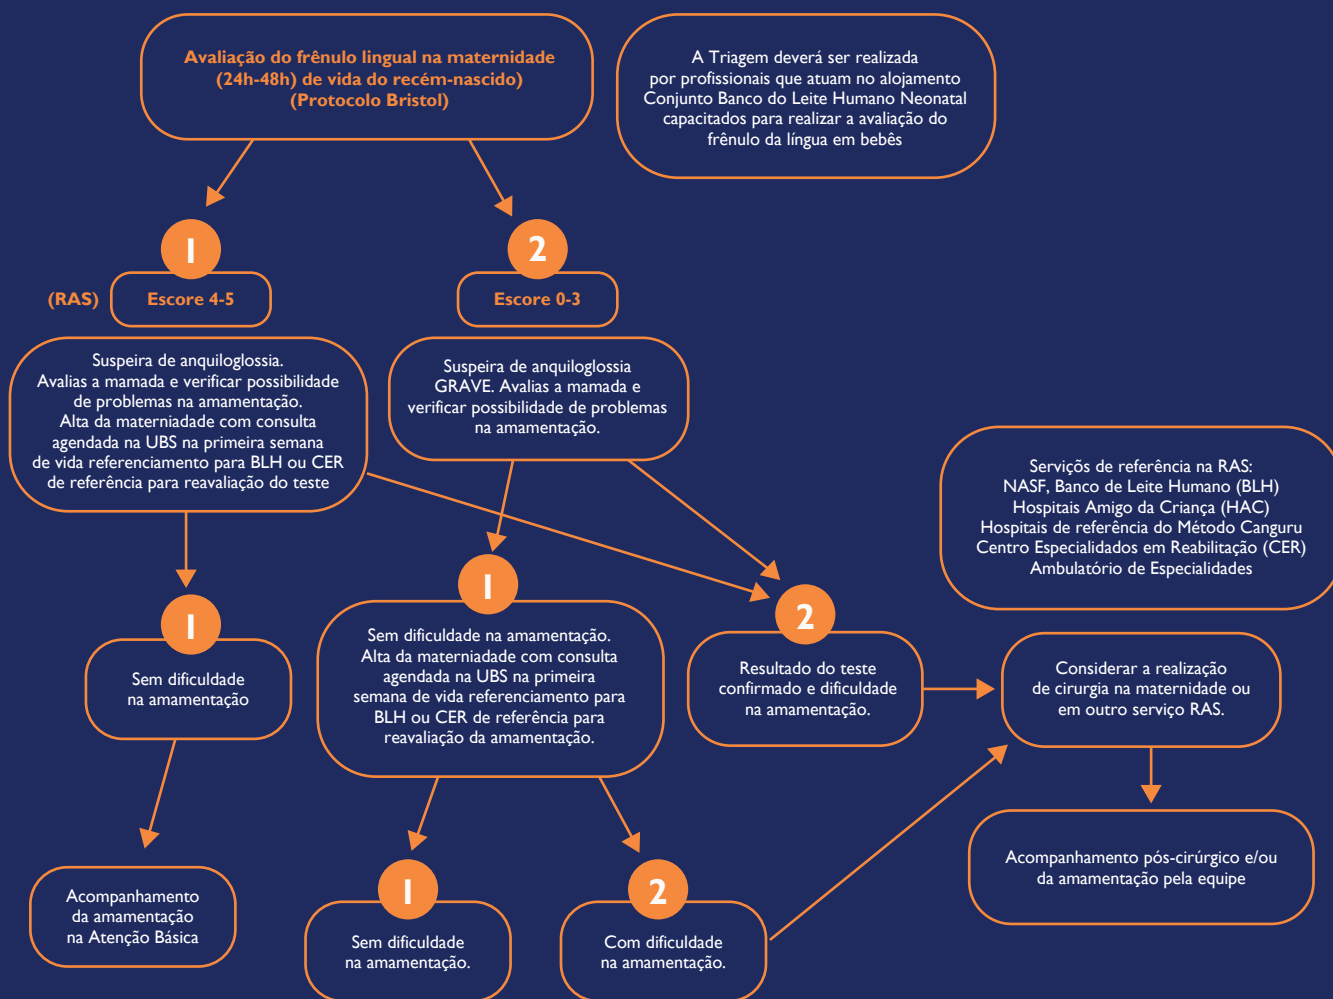 Avaliação do frênulo lingual na maternidade
(24h-48h) de vida do recém-nascido)
(Protocolo Bristol)
A Triagem deverá ser realizada
por profissionais que atuam no alojamento
Conjunto Banco do Leite Humano Neonatal
capacitados para realizar a avaliação do
frênulo da língua em bebês
1
2
(RAS)
Escore 4-5
Escore 0-3
Suspeira de anquiloglossia.
Avalias a mamada e verificar possibilidade
de problemas na amamentação.
Alta da materniadade com consulta
agendada na UBS na primeira semana
de vida referenciamento para BLH ou CER
de referência para reavaliação do teste
Suspeira de anquiloglossia
GRAVE. Avalias a mamada e
verificar possibilidade de problemas
na amamentação.
Serviçõs de referência na RAS:
NASF, Banco de Leite Humano (BLH)
Hospitais Amigo da Criança (HAC)
Hospitais de referência do Método Canguru
Centro Especialidados em Reabilitação (CER)
Ambulatório de Especialidades
1
Sem dificuldade
na amamentação
1
Sem dificuldade na amamentação.
Alta da materniadade com consulta
agendada na UBS na primeira
semana de vida referenciamento para
BLH ou CER de referência para
reavaliação da amamentação.
2
Resultado do teste
confirmado e dificuldade
na amamentação.
Considerar a realização
de cirurgia na maternidade ou
em outro serviço RAS.
Acompanhamento
da amamentação
na Atenção Básica
1
Sem dificuldade
na amamentação.
2
Com dificuldade
na amamentação.
Acompanhamento pós-cirúrgico e/ou
da amamentação pela equipe